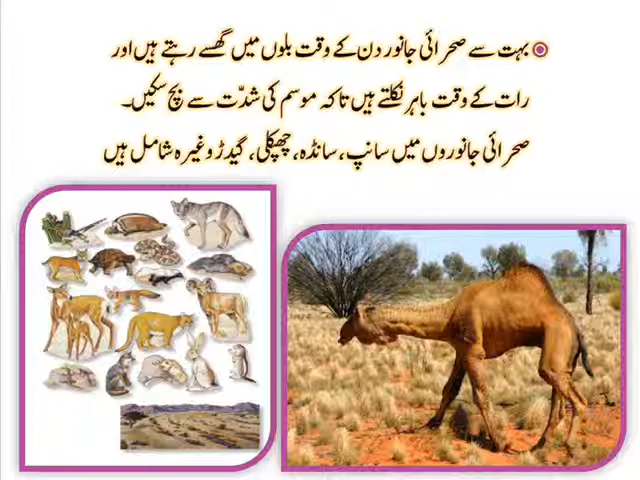 بہت سے صحرائی جانور دن کے وقت بلوں میں گھسے رہتے ہیں اور
رات کے وقت باہر نکلتے ہیں تاکہ موسم کی شدّت سے بچ سکیں۔
صحرائی جانوروں میں سانپ، سانڈہ، چھپکلی، گیدڑ وغیرہ شامل ہیں